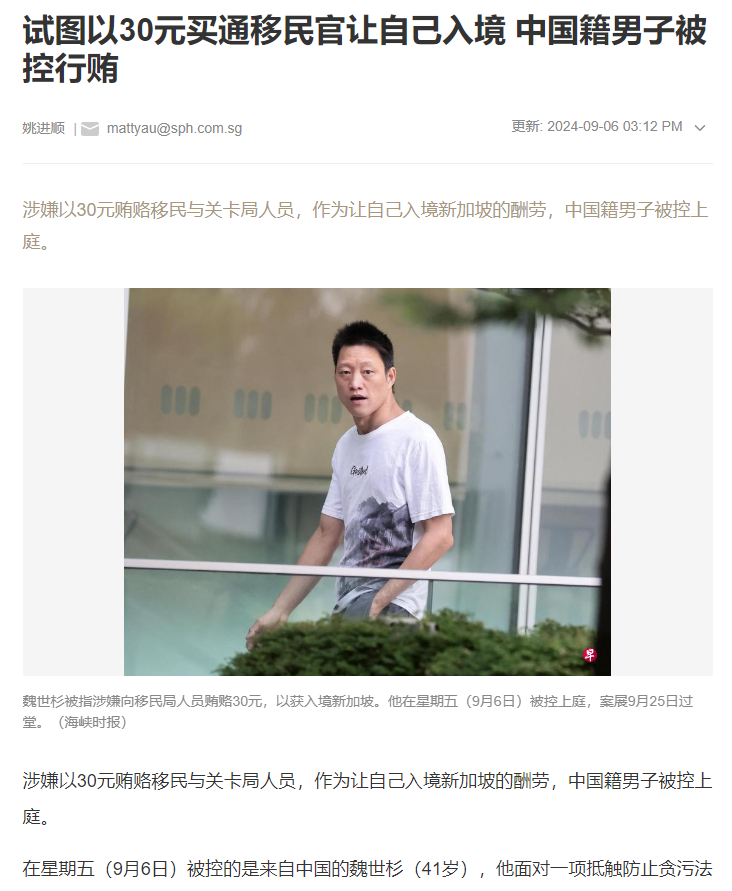 试图以30元买通移民官让自己入境 中国籍男子被
控行贿
姚进顺 | mattyau@sph.com.sg
更新: 2024-09-06 03:12 PM
涉嫌以30元贿赂移民与关卡局人员，作为让自己入境新加坡的酬劳，中国籍男子被控上
庭。
早
魏世杉被指涉嫌向移民局人员贿赂30元，以获入境新加坡。他在星期五（9月6日）被控上庭，案展9月25日过
堂。（海峡时报）
涉嫌以30元贿赂移民与关卡局人员，作为让自己入境新加坡的酬劳，中国籍男子被控上
庭。
在星期五（9月6日）被控的是来自中国的魏世杉（41岁），他面对一项抵触防止贪污法